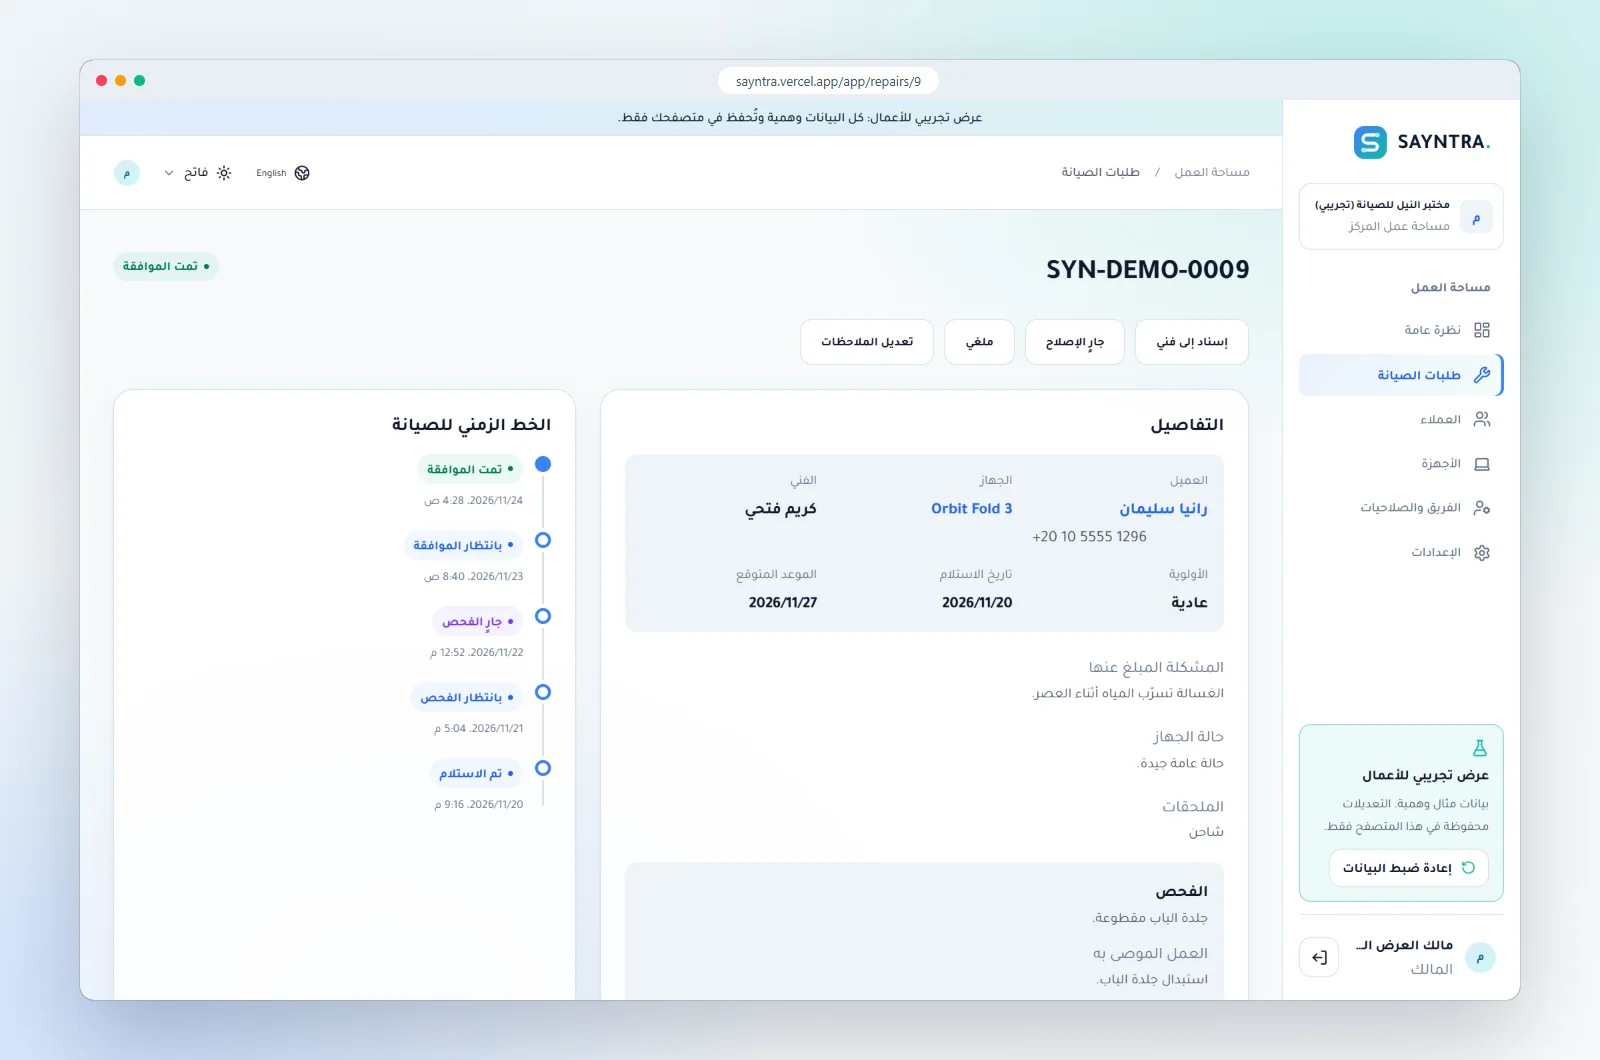 sayntra.vercel.app/app/repairs/9
عرض تجريبي للأعمال: كل البيانات وهمية وتُحفظ في متصفحك فقط.
SAYNTRA.
مختبر النيل للصيانة (تجريبي)
مساحة عمل المركز
م
مساحة العمل
نظرة عامة
طلبات الصيانة
العملاء
الأجهزة
الفريق والصلاحيات
الإعدادات
عرض تجريبي للأعمال
بيانات مثال وهمية. التعديلات
محفوظة في هذا المتصفح فقط.
إعادة ضبط البيانات
مالك العرض الـ...
المالك
م
مساحة العمل / طلبات الصيانة
English
فاتح
م
SYN-DEMO-0009
تمت الموافقة
إسناد إلى فني
جارٍ الإصلاح
ملغي
تعديل الملاحظات
التفاصيل
العميل
رانيا سليمان
+20 10 5555 1296
الجهاز
Orbit Fold 3
الفني
كريم فتحي
الأولوية
عادية
تاريخ الاستلام
2026/11/20
الموعد المتوقع
2026/11/27
المشكلة المبلغ عنها
الغسالة تسرّب المياه أثناء العصر.
حالة الجهاز
حالة عامة جيدة.
الملحقات
شاحن
الفحص
جلدة الباب مقطوعة.
العمل الموصى به
استبدال جلدة الباب.
الخط الزمني للصيانة
تمت الموافقة
2026/11/24، 4:28 ص
بانتظار الموافقة
2026/11/23، 8:40 ص
جارٍ الفحص
2026/11/22، 12:52 م
بانتظار الفحص
2026/11/21، 5:04 م
تم الاستلام
2026/11/20، 9:16 م